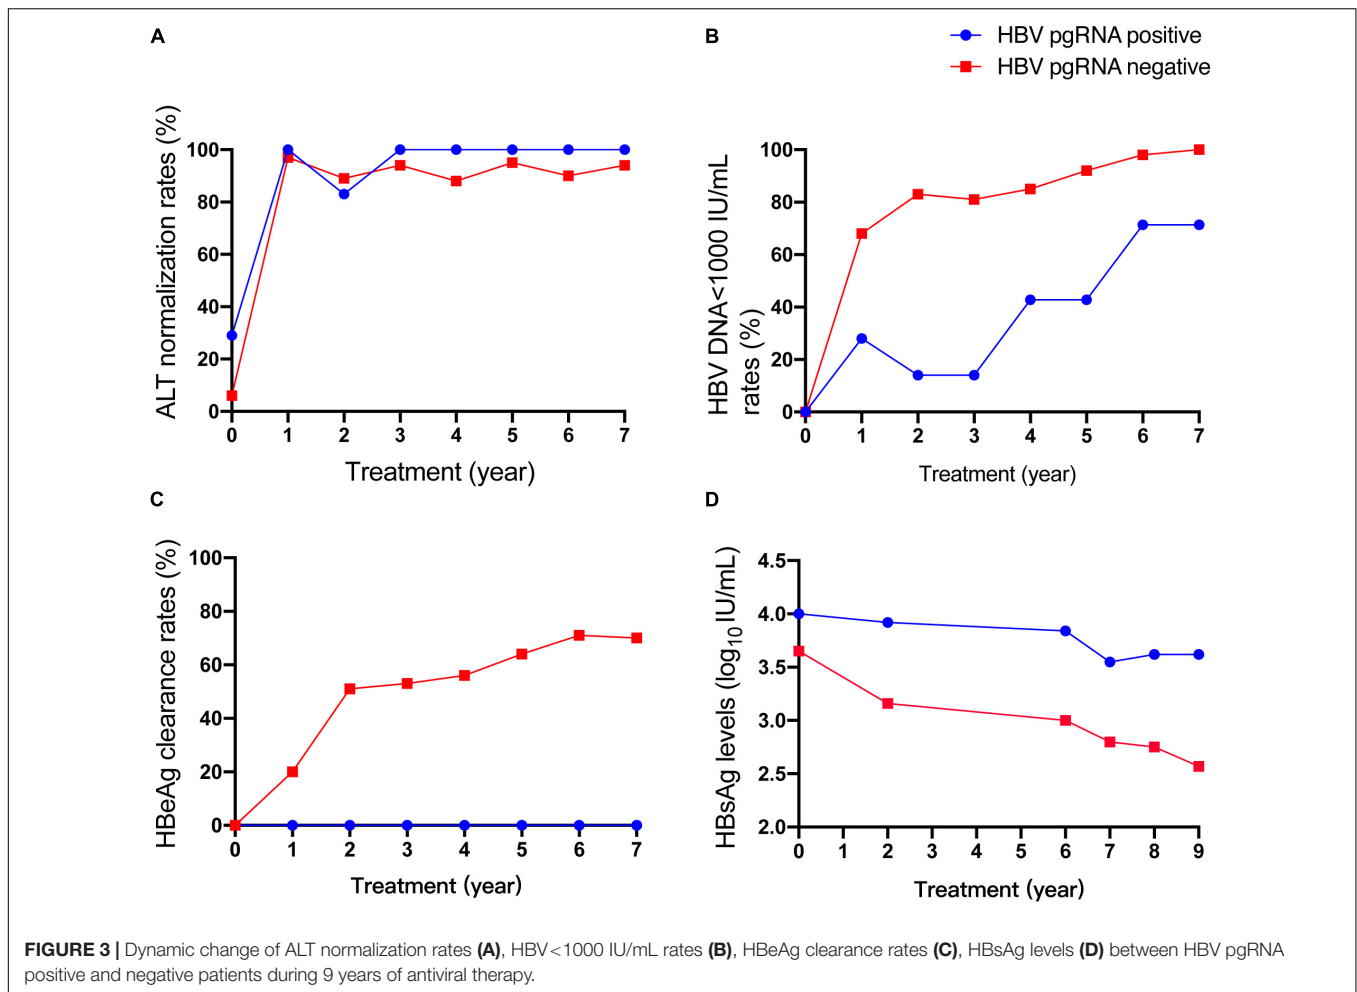 A
B
HBV pgRNA positive
HBV pgRNA negative
ALT normalization rates (%)
100
80
60
40
20
0
0 1 2 3 4 5 6 7
Treatment (year)
HBV DNA<1000 IU/mL
rates (%)
100
80
60
40
20
0
0 1 2 3 4 5 6 7
Treatment (year)
C
D
HBeAg clearance rates (%)
100
80
60
40
20
0
0 1 2 3 4 5 6 7
Treatment (year)
HBsAg levels (log10 IU/mL)
4.5
4.0
3.5
3.0
2.5
2.0
0 1 2 3 4 5 6 7 8 9
Treatment (year)
FIGURE 3 | Dynamic change of ALT normalization rates (A), HBV<1000 IU/mL rates (B), HBeAg clearance rates (C), HBsAg levels (D) between HBV pgRNA
positive and negative patients during 9 years of antiviral therapy.